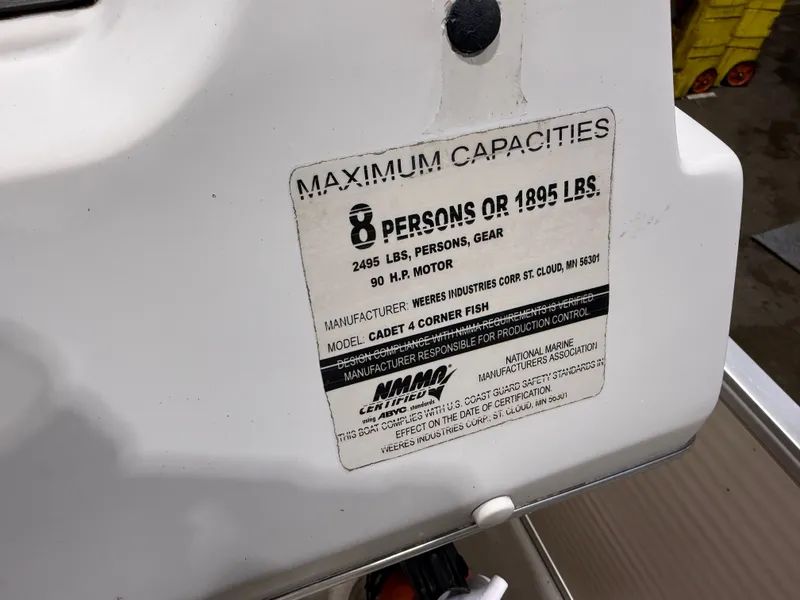 MAXIMUM CAPACITIES
8 PERSONS OR 1895 LBS.
2495 LBS, PERSONS, GEAR
90 H.P. MOTOR
MANUFACTURER: WEERES INDUSTRIES CORP. ST. CLOUD, MN 56301
MODEL: CADET 4 CORNER FISH
DESIGN COMPLIANCE WITH NMMA REQUIREMENTS IS VERIFIED.
MANUFACTURER RESPONSIBLE FOR PRODUCTION CONTROL
NMMA
CERTIFIED
using ABYC standards
NATIONAL MARINE
MANUFACTURERS ASSOCIATION
THIS BOAT COMPLIES WITH U.S. COAST GUARD SAFETY STANDARDS IN
EFFECT ON THE DATE OF CERTIFICATION.
WEERES INDUSTRIES CORP. ST. CLOUD, MN 56301